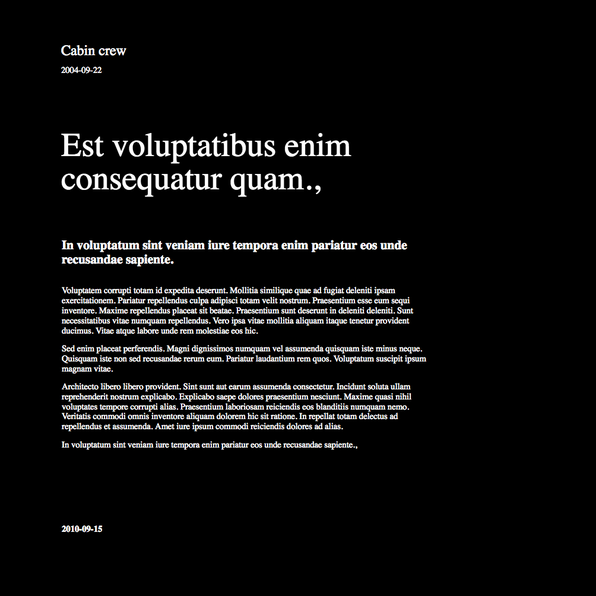 Cabin crew
2004-09-22
Est voluptatibus enim
consequatur quam.,
In voluptatum sint veniam iure tempora enim pariatur eos unde
recusandae sapiente.
Voluptatem corrupti totam id expedita deserunt. Mollitia similique quae ad fugiat deleniti ipsam
exercitationem. Pariatur repellendus culpa adipisci totam velit nostrum. Praesentium esse eum sequi
inventore. Maxime repellendus placeat sit beatae. Praesentium sunt deserunt in deleniti deleniti. Sunt
necessitatibus vitae numquam repellendus. Vero ipsa vitae mollitia aliquam itaque tenetur provident
ducimus. Vitae atque labore unde rem molestiae eos hic.
Sed enim placeat perferendis. Magni dignissimos numquam vel assumenda quisquam iste minus neque.
Quisquam iste non sed recusandae rerum eum. Pariatur laudantium rem quos. Voluptatum suscipit ipsum
magnam vitae.
Architecto libero libero provident. Sint sunt aut earum assumenda consectetur. Incidunt soluta ullam
reprehenderit nostrum explicabo. Explicabo saepe dolores praesentium nesciunt. Maxime quasi nihil
voluptates tempore corrupti alias. Praesentium laboriosam reiciendis eos blanditiis numquam nemo.
Veritatis commodi omnis inventore aliquam dolorem hic sit ratione. In repellat totam delectus ad
repellendus et assumenda. Amet iure ipsum commodi reiciendis dolores ad alias.
In voluptatum sint veniam iure tempora enim pariatur eos unde recusandae sapiente.,
2010-09-15